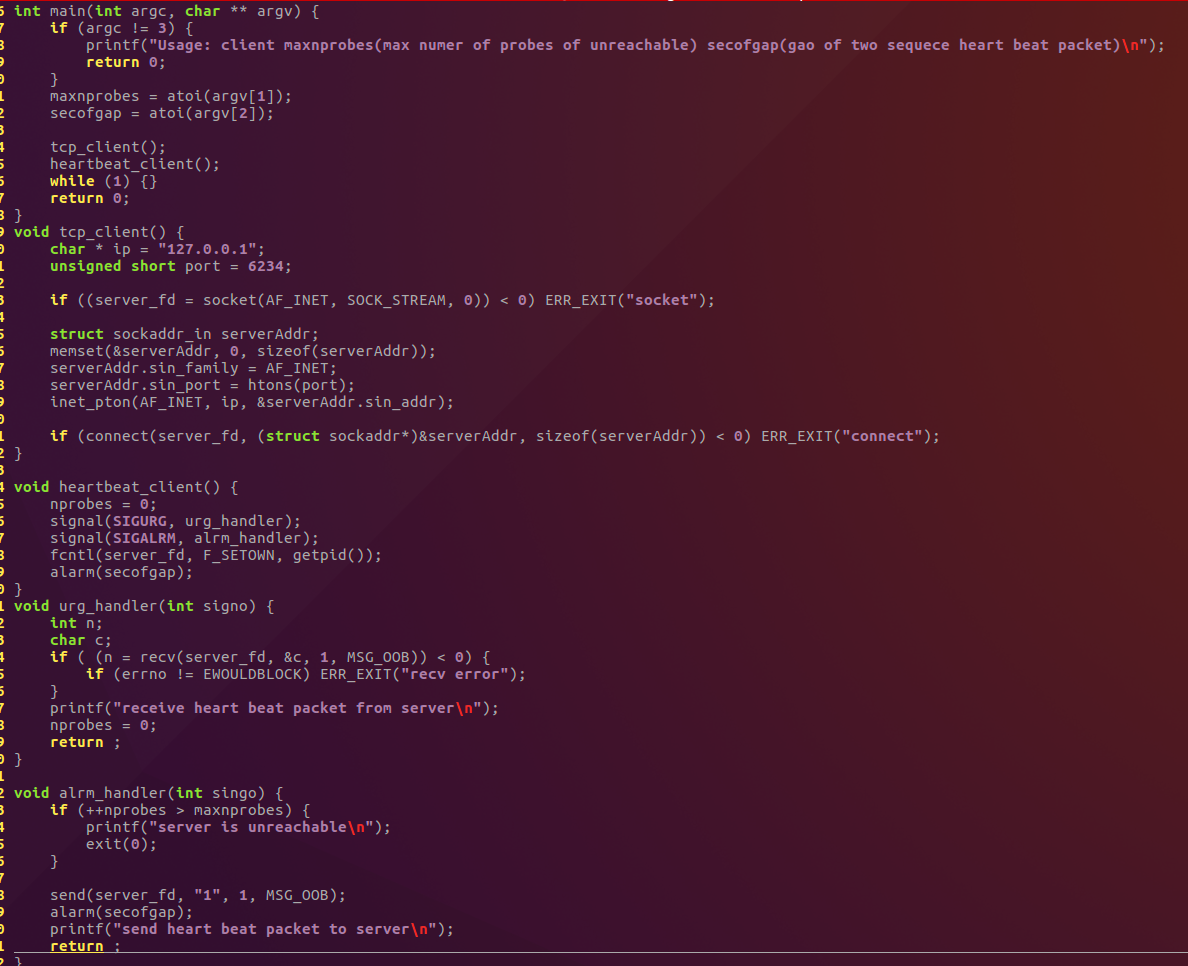 6 int main(int argc, char ** argv) {
7     if (argc != 3) {
8         printf("Usage: client maxnprobes(max numer of probes of unreachable) secofgap(gao of two sequece heart beat packet)\n");
9         return 0;
0     }
1     maxnprobes = atoi(argv[1]);
2     secofgap = atoi(argv[2]);
3
4     tcp_client();
5     heartbeat_client();
6     while (1) {}
7     return 0;
8 }
9 void tcp_client() {
0     char * ip = "127.0.0.1";
1     unsigned short port = 6234;
2
3     if ((server_fd = socket(AF_INET, SOCK_STREAM, 0)) < 0) ERR_EXIT("socket");
4
5     struct sockaddr_in serverAddr;
6     memset(&serverAddr, 0, sizeof(serverAddr));
7     serverAddr.sin_family = AF_INET;
8     serverAddr.sin_port = htons(port);
9     inet_pton(AF_INET, ip, &serverAddr.sin_addr);
0
1     if (connect(server_fd, (struct sockaddr*)&serverAddr, sizeof(serverAddr)) < 0) ERR_EXIT("connect");
2 }
3
4 void heartbeat_client() {
5     nprobes = 0;
6     signal(SIGURG, urg_handler);
7     signal(SIGALRM, alrm_handler);
8     fcntl(server_fd, F_SETOWN, getpid());
9     alarm(secofgap);
0 }
1 void urg_handler(int signo) {
2     int n;
3     char c;
4     if ( (n = recv(server_fd, &c, 1, MSG_OOB)) < 0) {
5         if (errno != EWOULDBLOCK) ERR_EXIT("recv error");
6     }
7     printf("receive heart beat packet from server\n");
8     nprobes = 0;
9     return ;
0 }
1
2 void alrm_handler(int singo) {
3     if (++nprobes > maxnprobes) {
4         printf("server is unreachable\n");
5         exit(0);
6     }
7
8     send(server_fd, "1", 1, MSG_OOB);
9     alarm(secofgap);
0     printf("send heart beat packet to server\n");
1     return ;
2 }